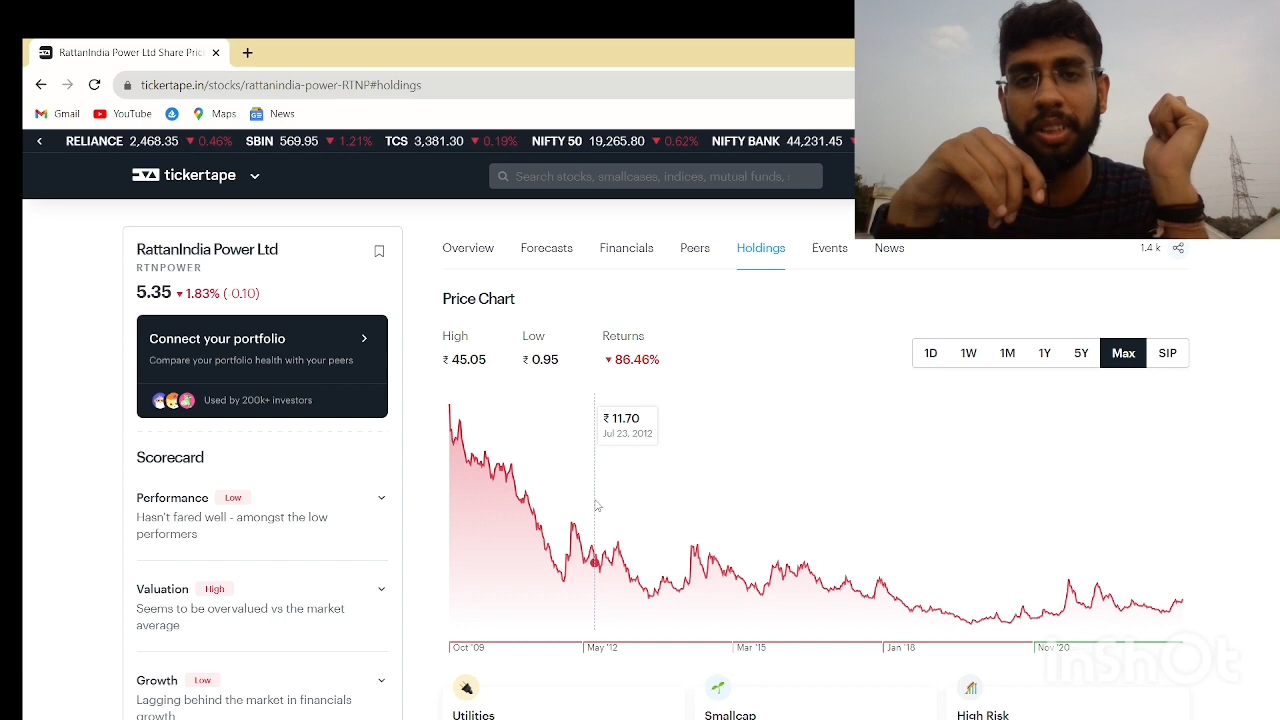 RattanIndia Power Ltd Share Pric
tickertape.in/stocks/rattanindia-power-RTNP#holdings
Gmail YouTube Maps News
RELIANCE 2,468.35 ▼ 0.46% SBIN 569.95 ▼ 1.21% TCS 3,381.30 ▼ 0.19% NIFTY 50 19,265.80 ▼ 0.62% NIFTY BANK 44,231.45
tickertape
Search stocks, smallcases, indices, mutual funds,
RattanIndia Power Ltd
RTNPOWER
5.35 ▼ 1.83% (-0.10)
Connect your portfolio
Compare your portfolio health with your peers
Used by 200k+ investors
Scorecard
Performance Low
Hasn't fared well - amongst the low
performers
Valuation High
Seems to be overvalued vs the market
average
Growth Low
Lagging behind the market in financials
growth
Overview Forecasts Financials Peers Holdings Events News
1.4 k
Price Chart
High Low Returns
₹ 45.05 ₹ 0.95 ▼ 86.46%
1D 1W 1M 1Y 5Y Max SIP
₹ 11.70
Jul 23, 2012
Oct '09 May '12 Mar '15 Jan '18 Nov '20
Utilities Smallcap High Risk
InShOt